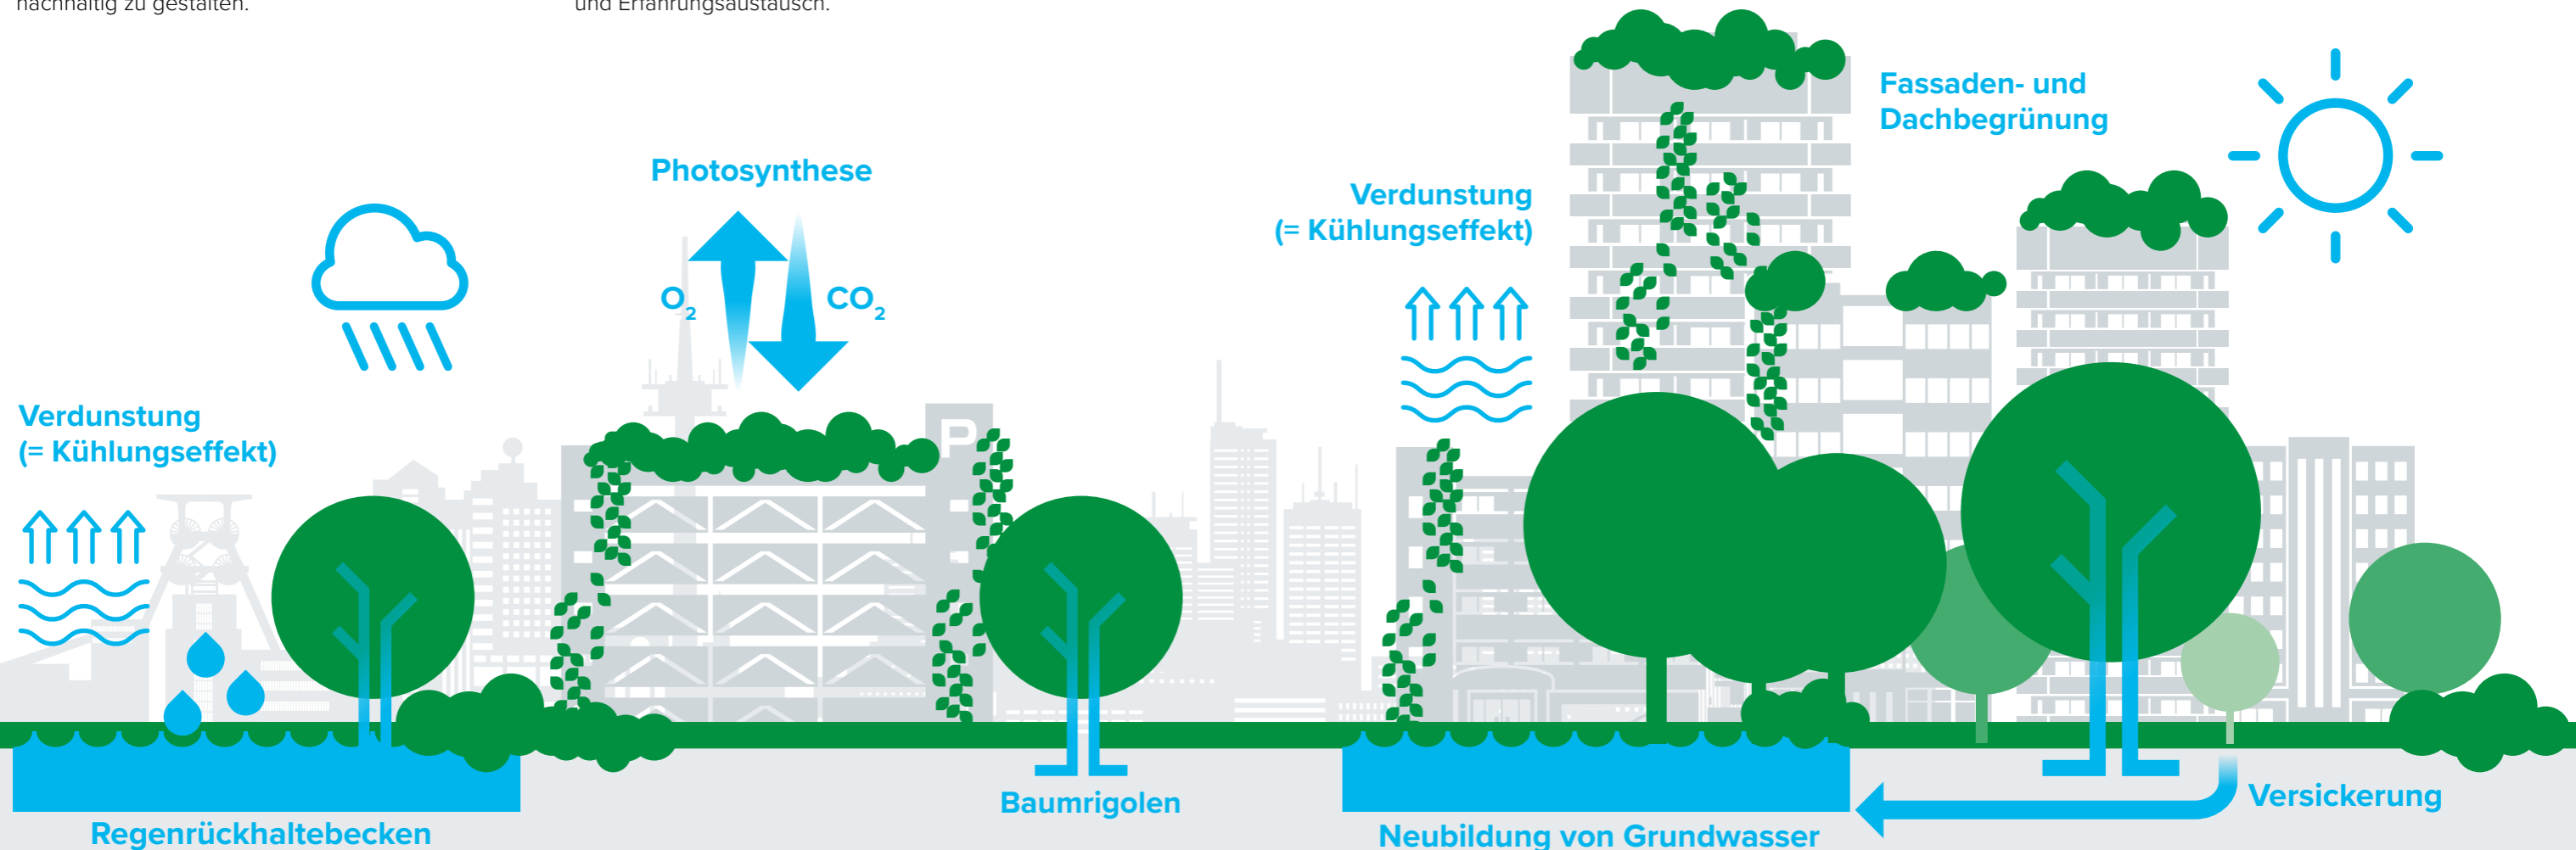 nachhaltig zu gestalten.
und Erfahrungsaustausch.
Fassaden- und
Dachbegrünung
Photosynthese
O₂
CO₂
Verdunstung
(= Kühlungseffekt)
Verdunstung
(= Kühlungseffekt)
P
Baumrigolen
Regenrückhaltebecken
Neubildung von Grundwasser
Versickerung